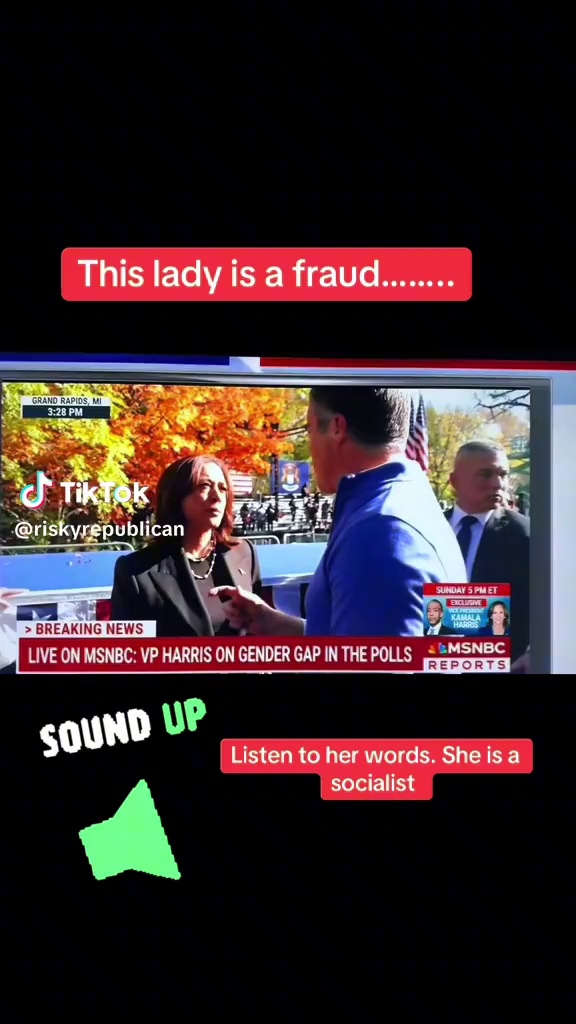 This lady is a fraud........
GRAND RAPIDS, MI
3:28 PM
TikTok
@riskyrepublican
SUNDAY 5 PM ET
EXCLUSIVE
VICE PRESIDENT
KAMALA
HARRIS
> BREAKING NEWS
LIVE ON MSNBC: VP HARRIS ON GENDER GAP IN THE POLLS
MSNBC
REPORTS
SOUND UP
Listen to her words. She is a
socialist